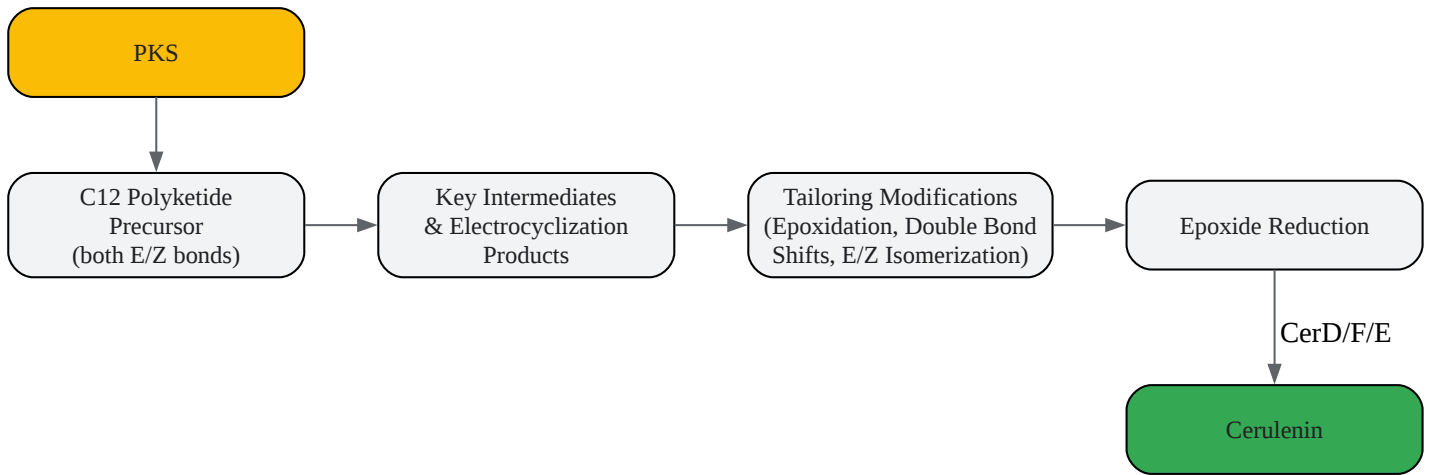 PKS
C12 Polyketide
Precursor
(both E/Z bonds)
Key Intermediates
& Electrocyclization
Products
Tailoring Modifications
(Epoxidation, Double Bond
Shifts, E/Z Isomerization)
Epoxide Reduction
CerD/F/E
Cerulenin